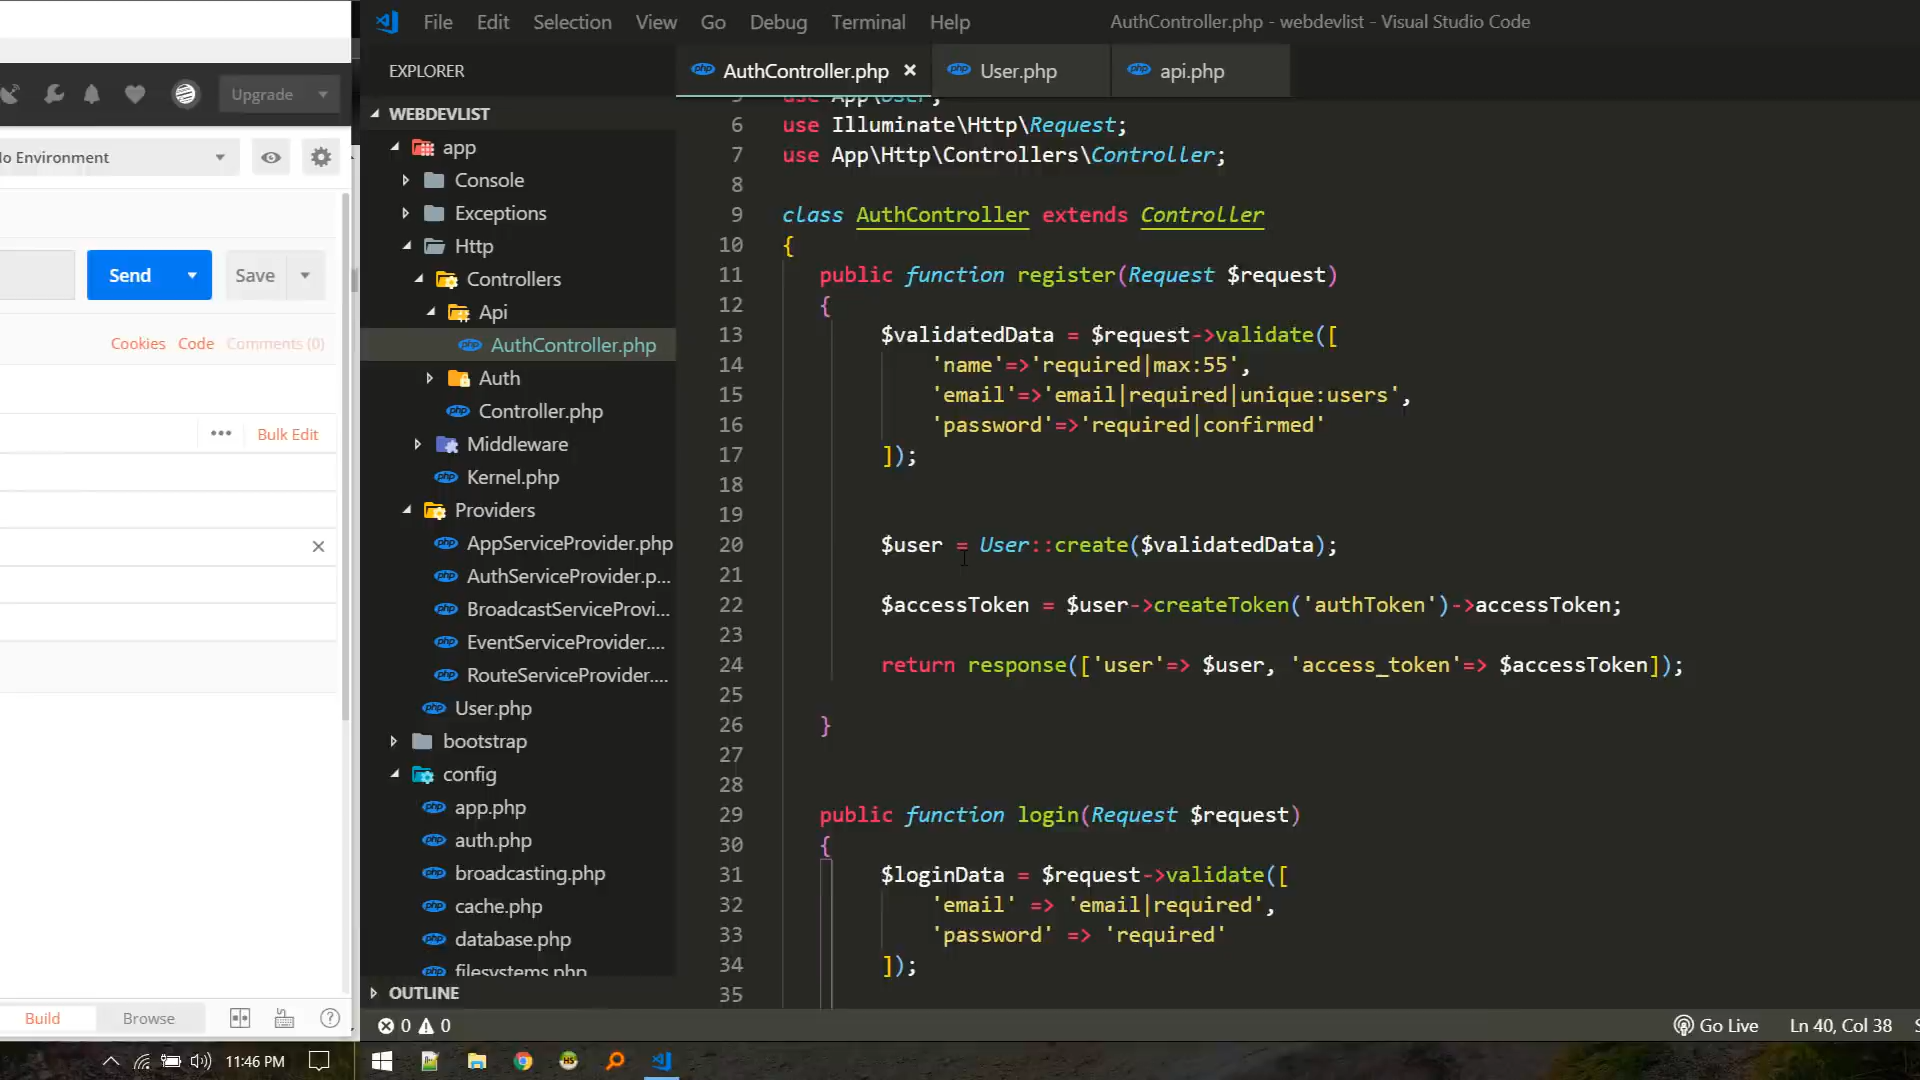 File Edit Selection View Go Debug Terminal Help
AuthController.php - webdevlist - Visual Studio Code
Upgrade
No Environment
Send
Save
Cookies Code Comments (0)
Bulk Edit
Build
Browse
11:46 PM
EXPLORER
WEBDEVLIST
app
Console
Exceptions
Http
Controllers
Api
AuthController.php
Auth
Controller.php
Middleware
Kernel.php
Providers
AppServiceProvider.php
AuthServiceProvider.p...
BroadcastServiceProvi...
EventServiceProvider....
RouteServiceProvider....
User.php
bootstrap
config
app.php
auth.php
broadcasting.php
cache.php
database.php
filesystems.php
OUTLINE
AuthController.php
User.php
api.php
5 use App\User;
6 use Illuminate\Http\Request;
7 use App\Http\Controllers\Controller;
8
9 class AuthController extends Controller
10 {
11 public function register(Request $request)
12 {
13 $validatedData = $request->validate([
14 'name'=>'required|max:55',
15 'email'=>'email|required|unique:users',
16 'password'=>'required|confirmed'
17 ]);
18
19
20 $user = User::create($validatedData);
21
22 $accessToken = $user->createToken('authToken')->accessToken;
23
24 return response(['user'=> $user, 'access_token'=> $accessToken]);
25
26 }
27
28
29 public function login(Request $request)
30 {
31 $loginData = $request->validate([
32 'email' => 'email|required',
33 'password' => 'required'
34 ]);
35
0 0
Go Live
Ln 40, Col 38